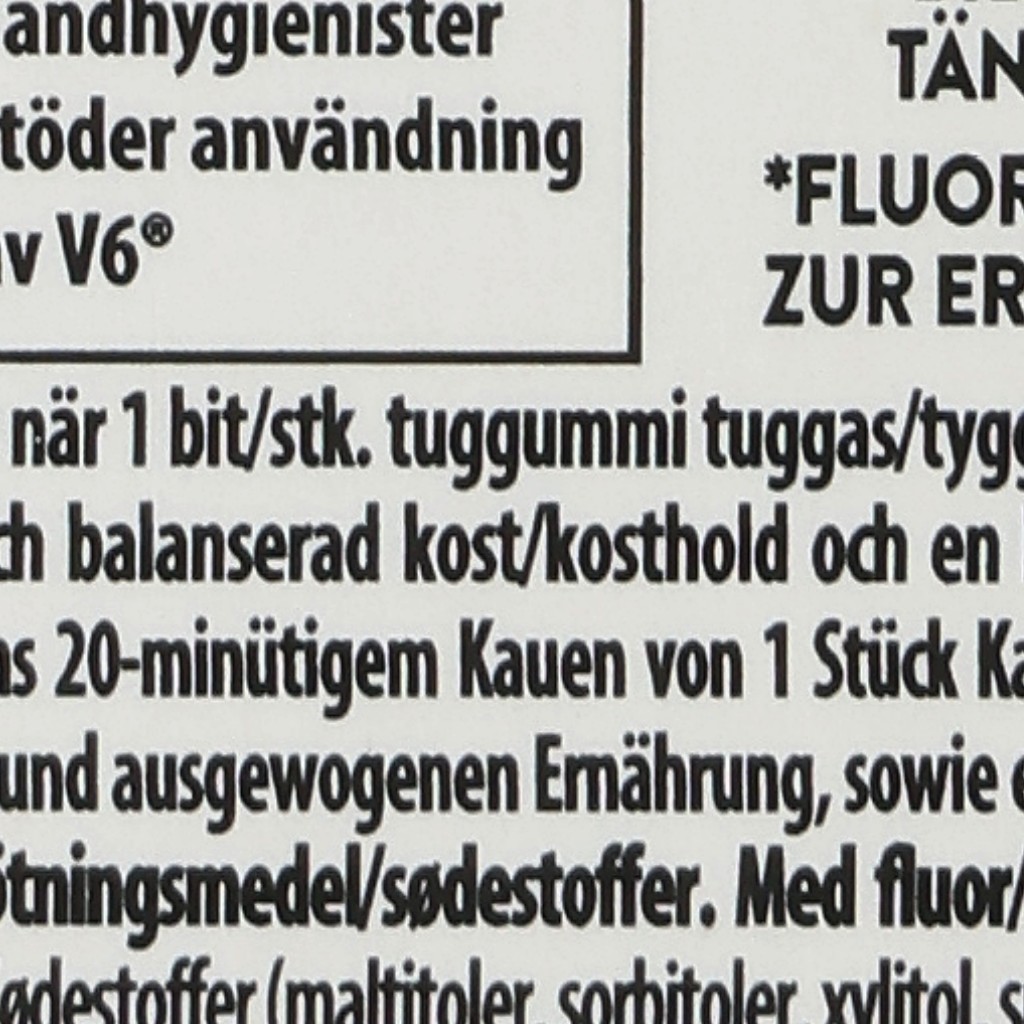 andhygienister
töder användning
av V6®
TÄN
*FLUOR
ZUR ER
när 1 bit/stk. tuggummi tuggas/tygg
ch balanserad kost/kosthold och en
as 20-minütigem Kauen von 1 Stück Ka
und ausgewogenen Ernährung, sowie e
ötningsmedel/sødestoffer. Med fluor/
ødestoffer (maltitoler, sorbitoler, xylitol, s